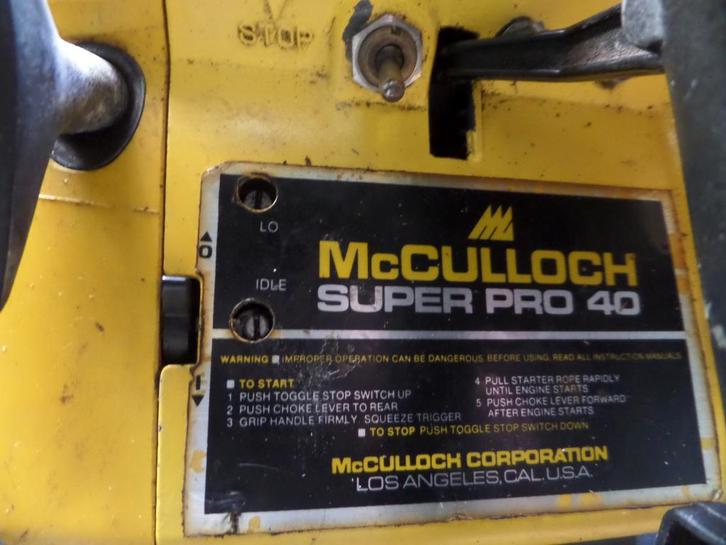 STOP
LO
O
IDLE
McCULLOCH
SUPER PRO 40
WARNING ■ IMPROPER OPERATION CAN BE DANGEROUS. BEFORE USING, READ ALL INSTRUCTION MANUALS
I
■ TO START
1 PUSH TOGGLE STOP SWITCH UP
2 PUSH CHOKE LEVER TO REAR
3 GRIP HANDLE FIRMLY, SQUEEZE TRIGGER
4 PULL STARTER ROPE RAPIDLY
UNTIL ENGINE STARTS
5 PUSH CHOKE LEVER FORWARD
AFTER ENGINE STARTS
■ TO STOP PUSH TOGGLE STOP SWITCH DOWN
McCULLOCH CORPORATION
LOS ANGELES, CAL. U.S.A.